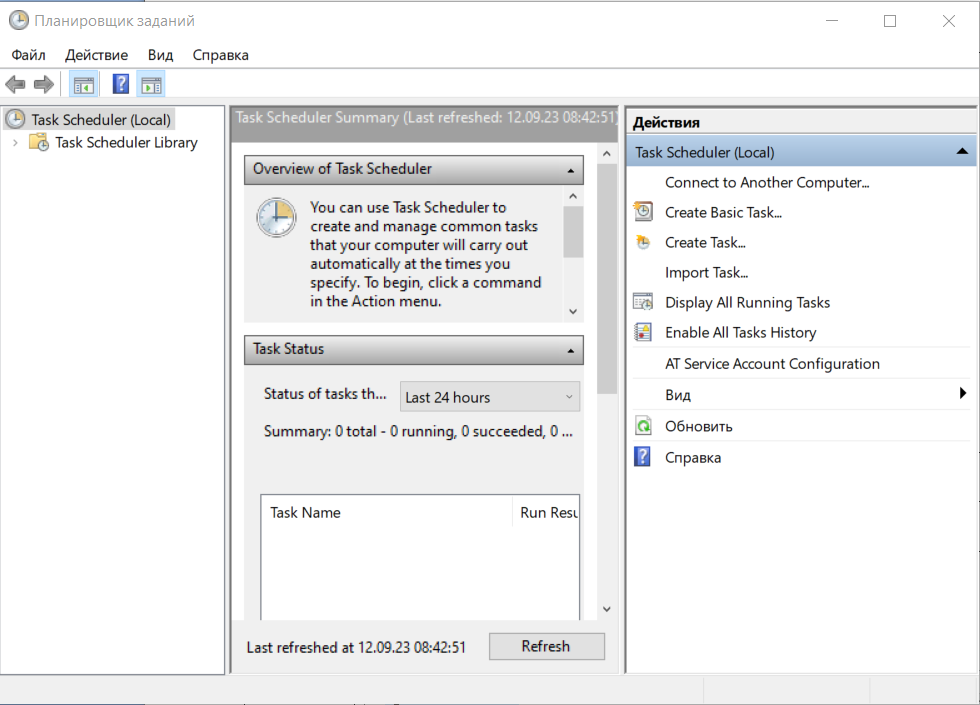 Планировщик заданий
Файл Действие Вид Справка
Task Scheduler (Local)
Task Scheduler Library
Task Scheduler Summary (Last refreshed: 12.09.23 08:42:51)
Overview of Task Scheduler
You can use Task Scheduler to
create and manage common tasks
that your computer will carry out
automatically at the times you
specify. To begin, click a command
in the Action menu.
Task Status
Status of tasks th... Last 24 hours
Summary: 0 total - 0 running, 0 succeeded, 0 ...
Task Name Run Resu
Last refreshed at 12.09.23 08:42:51 Refresh
Действия
Task Scheduler (Local)
Connect to Another Computer...
Create Basic Task...
Create Task...
Import Task...
Display All Running Tasks
Enable All Tasks History
AT Service Account Configuration
Вид
Обновить
Справка